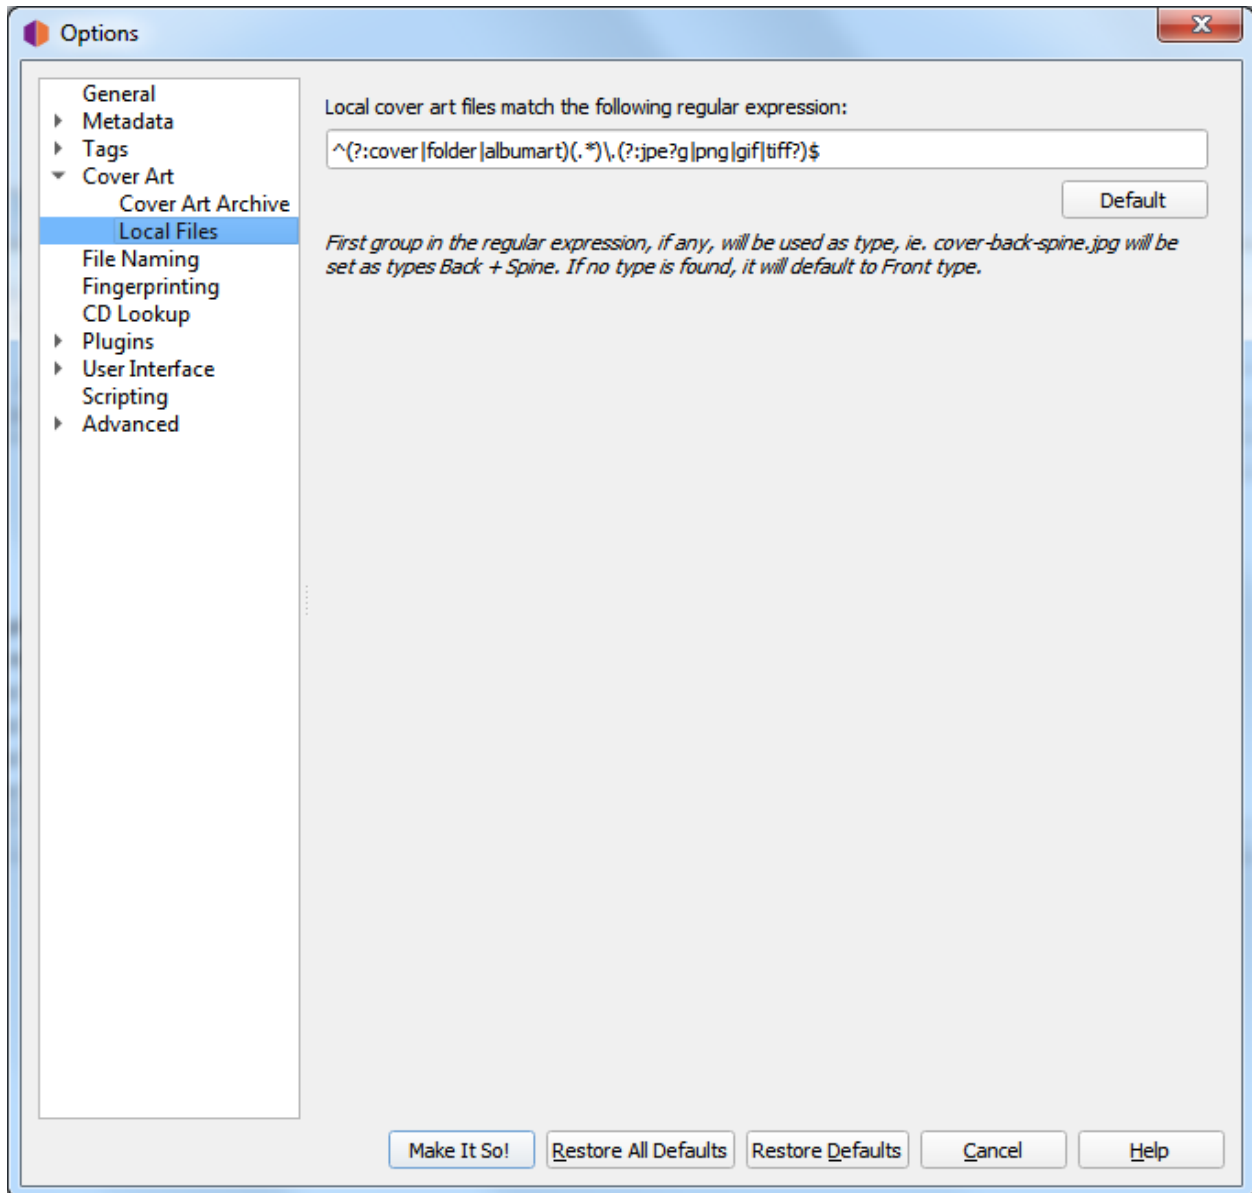 Options
General
Metadata
Tags
Cover Art
Cover Art Archive
Local Files
File Naming
Fingerprinting
CD Lookup
Plugins
User Interface
Scripting
Advanced
Local cover art files match the following regular expression:
^(?:cover|folder|albumart)(.*)\.(?:jpe?g|png|gif|tiff?)$
Default
First group in the regular expression, if any, will be used as type, ie. cover-back-spine.jpg will be
set as types Back + Spine. If no type is found, it will default to Front type.
Make It So!
Restore All Defaults
Restore Defaults
Cancel
Help